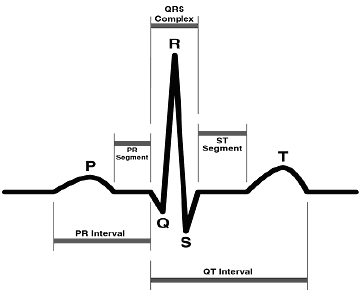 QRS
Complex
R
PR
Segment
ST
Segment
P
T
Q
S
PR Interval
QT Interval